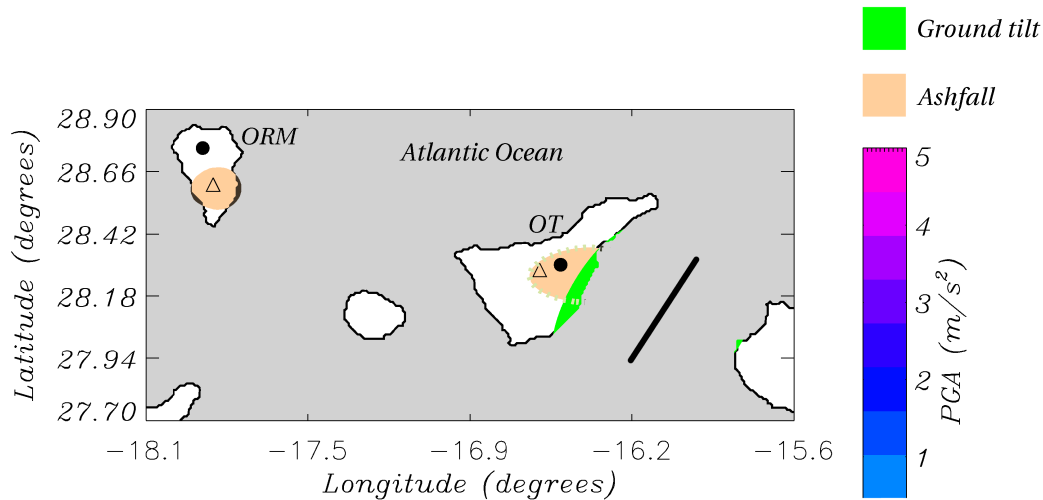 Ground tilt
Ashfall
28.90
28.66
28.42
28.18
27.94
27.70
Latitude (degrees)
ORM
Atlantic Ocean
OT
-18.1
-17.5
-16.9
-16.2
-15.6
Longitude (degrees)
5
4
3
2
1
PGA (m/s²)